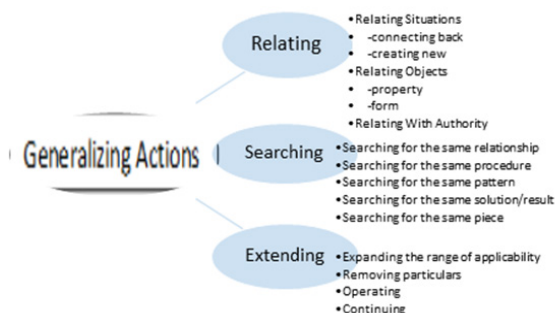 Generalizing Actions
Relating
•Relating Situations
• -connecting back
• -creating new
•Relating Objects
• -property
• -form
•Relating With Authority
Searching
•Searching for the same relationship
•Searching for the same procedure
•Searching for the same pattern
•Searching for the same solution/result
•Searching for the same piece
Extending
•Expanding the range of applicability
•Removing particulars
•Operating
•Continuing